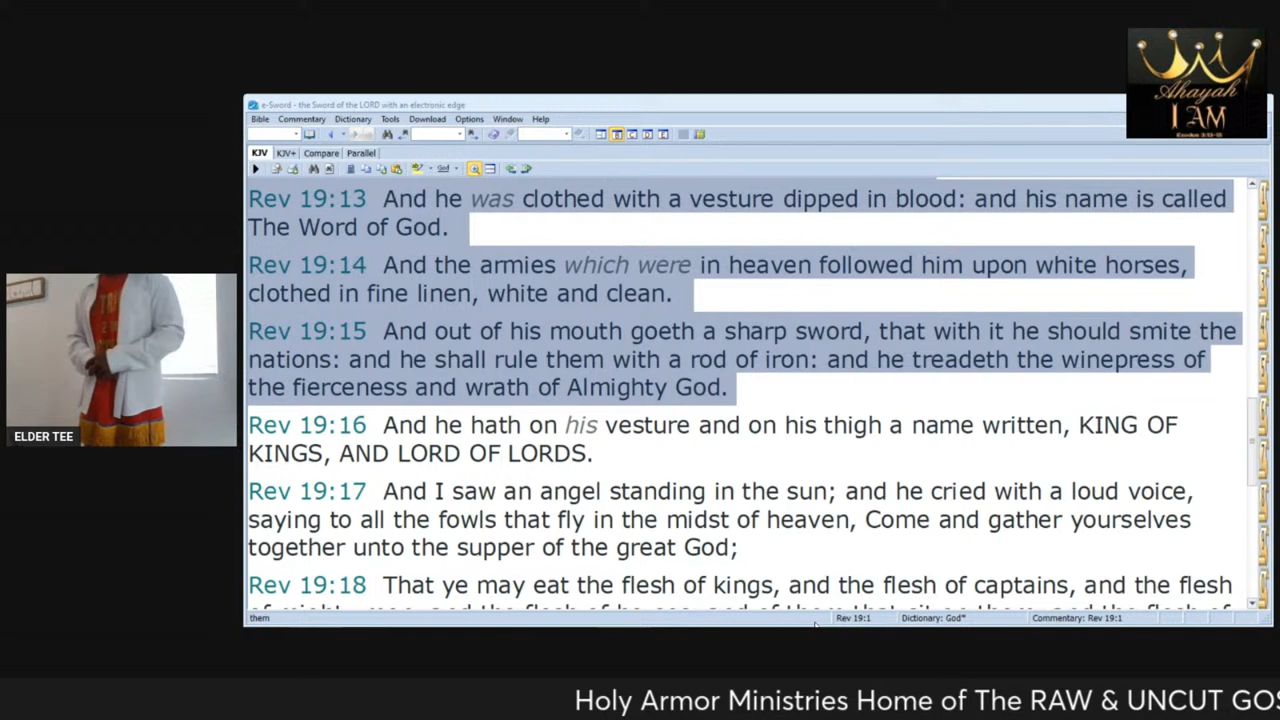 Ahayah
I AM
Exodus 3:13-15
e-Sword - the Sword of the LORD with an electronic edge
Bible Commentary Dictionary Tools Download Options Window Help
KJV KJV+ Compare Parallel
God
Rev 19:13 And he was clothed with a vesture dipped in blood: and his name is called
The Word of God.
Rev 19:14 And the armies which were in heaven followed him upon white horses,
clothed in fine linen, white and clean.
Rev 19:15 And out of his mouth goeth a sharp sword, that with it he should smite the
nations: and he shall rule them with a rod of iron: and he treadeth the winepress of
the fierceness and wrath of Almighty God.
Rev 19:16 And he hath on his vesture and on his thigh a name written, KING OF
KINGS, AND LORD OF LORDS.
Rev 19:17 And I saw an angel standing in the sun; and he cried with a loud voice,
saying to all the fowls that fly in the midst of heaven, Come and gather yourselves
together unto the supper of the great God;
Rev 19:18 That ye may eat the flesh of kings, and the flesh of captains, and the flesh
them Rev 19:1 Dictionary: God* Commentary: Rev 19:1
ELDER TEE
Holy Armor Ministries Home of The RAW & UNCUT GOS